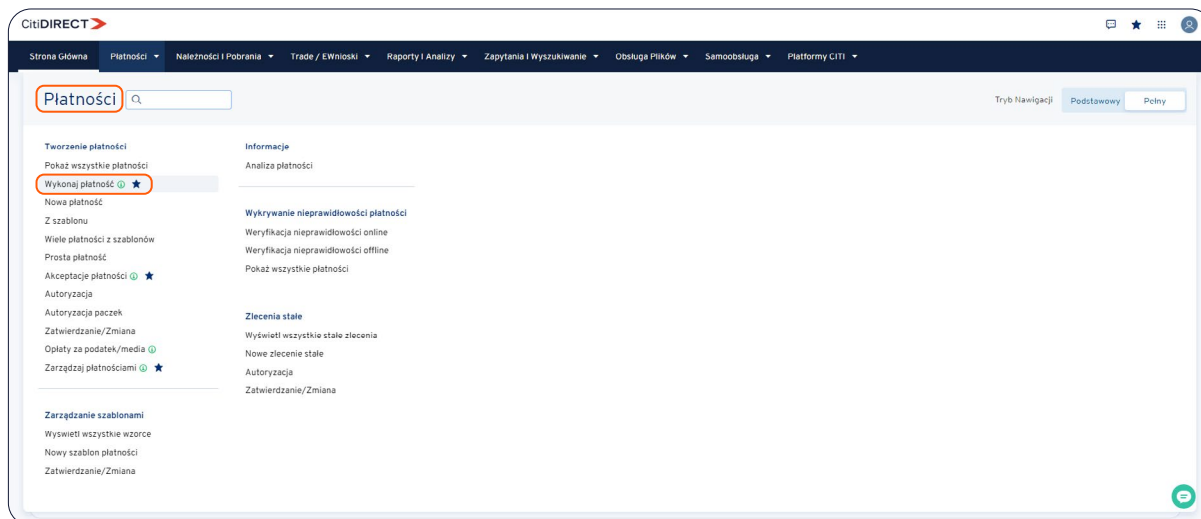 CitiDIRECT
Strona Główna Płatności Należności I Pobrania Trade / EWnioski Raporty I Analizy Zapytania I Wyszukiwanie Obsługa Plików Samoobsługa Platformy CITI
Płatności
Tryb Nawigacji Podstawowy Pełny
Tworzenie płatności
Pokaż wszystkie płatności
Wykonaj płatność
Nowa płatność
Z szablonu
Wiele płatności z szablonów
Prosta płatność
Akceptacje płatności
Autoryzacja
Autoryzacja paczek
Zatwierdzanie/Zmiana
Opłaty za podatek/media
Zarządzaj płatnościami
Zarządzanie szablonami
Wyswietl wszystkie wzorce
Nowy szablon płatności
Zatwierdzanie/Zmiana
Informacje
Analiza płatności
Wykrywanie nieprawidłowości płatności
Weryfikacja nieprawidłowości online
Weryfikacja nieprawidłowości offline
Pokaż wszystkie płatności
Zlecenia stałe
Wyświetl wszystkie stałe zlecenia
Nowe zlecenie stałe
Autoryzacja
Zatwierdzanie/Zmiana